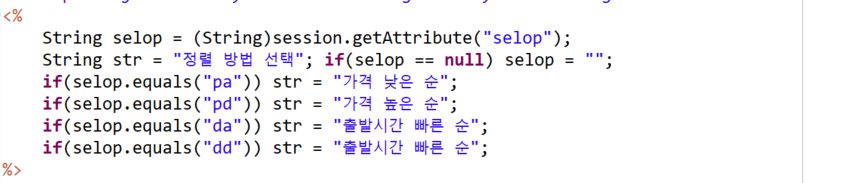 <%
String selop = (String)session.getAttribute("selop");
String str = "정렬 방법 선택"; if(selop == null) selop = "";
if(selop.equals("pa")) str = "가격 낮은 순";
if(selop.equals("pd")) str = "가격 높은 순";
if(selop.equals("da")) str = "출발시간 빠른 순";
if(selop.equals("dd")) str = "출발시간 빠른 순";
%>